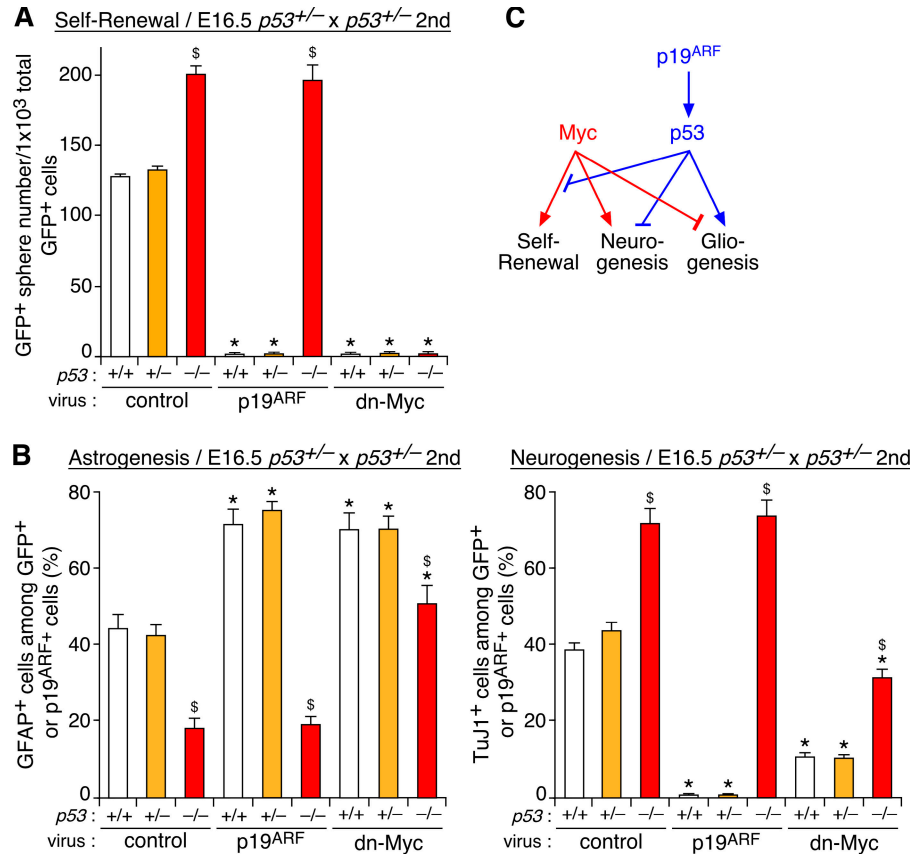 A
Self-Renewal / E16.5 p53+/– x p53+/– 2nd
GFP+ sphere number/1x10³ total
GFP+ cells
200
150
100
50
0
$
$
* * * * *
p53 : +/+ +/– –/– +/+ +/– –/– +/+ +/– –/–
virus : control p19ARF dn-Myc
C
p19ARF
Myc p53
Self- Neuro- Glio-
Renewal genesis genesis
B
Astrogenesis / E16.5 p53+/– x p53+/– 2nd
GFAP+ cells among GFP+
or p19ARF+ cells (%)
80
60
40
20
0
$
* *
$
* *
$
*
p53 : +/+ +/– –/– +/+ +/– –/– +/+ +/– –/–
virus : control p19ARF dn-Myc
Neurogenesis / E16.5 p53+/– x p53+/– 2nd
TuJ1+ cells among GFP+
or p19ARF+ cells (%)
80
60
40
20
0
$
* *
$
* *
$
*
p53 : +/+ +/– –/– +/+ +/– –/– +/+ +/– –/–
virus : control p19ARF dn-Myc